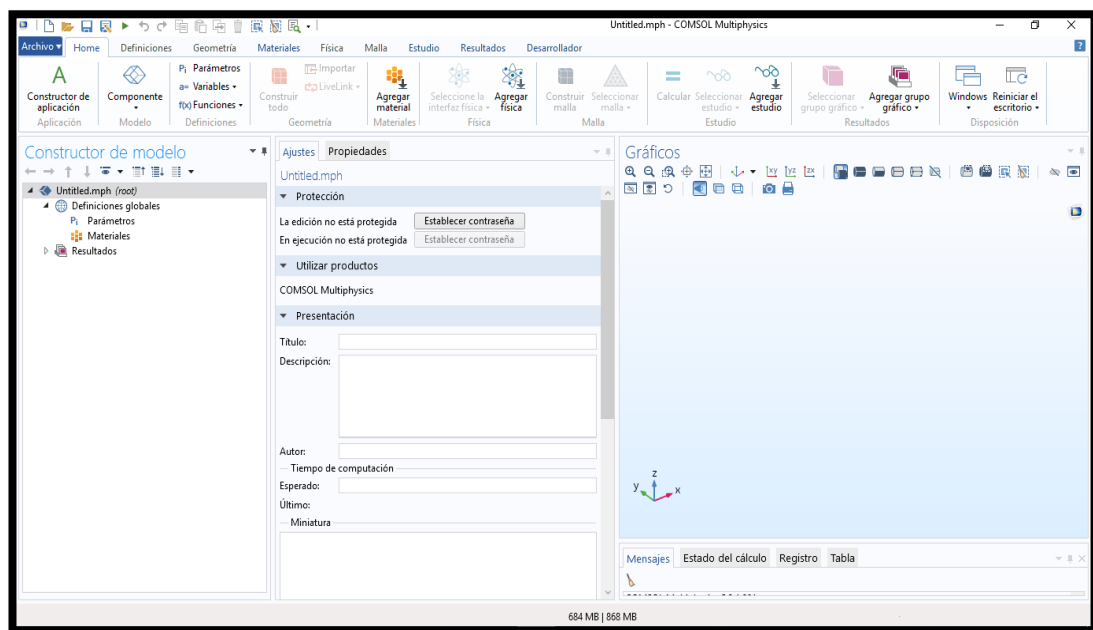 Untitled.mph - COMSOL Multiphysics
Archivo Home Definiciones Geometría Materiales Física Malla Estudio Resultados Desarrollador
A
Constructor de aplicación
Aplicación
Componente
Modelo
Pi Parámetros
a= Variables
f(x) Funciones
Definiciones
Construir todo
Importar
LiveLink
Geometría
Agregar material
Materiales
Seleccione la interfaz física
Agregar física
Física
Construir malla
Seleccionar malla
Malla
Calcular
Seleccionar estudio
Agregar estudio
Estudio
Seleccionar grupo gráfico
Agregar grupo gráfico
Resultados
Windows
Reiniciar el escritorio
Disposición
Constructor de modelo
Untitled.mph (root)
Definiciones globales
Pi Parámetros
Materiales
Resultados
Ajustes Propiedades
Untitled.mph
Protección
La edición no está protegida Establecer contraseña
En ejecución no está protegida Establecer contraseña
Utilizar productos
COMSOL Multiphysics
Presentación
Título:
Descripción:
Autor:
Tiempo de computación
Esperado:
Último:
Miniatura
Gráficos
xy yz zx
z
y x
Mensajes Estado del cálculo Registro Tabla
684 MB | 868 MB